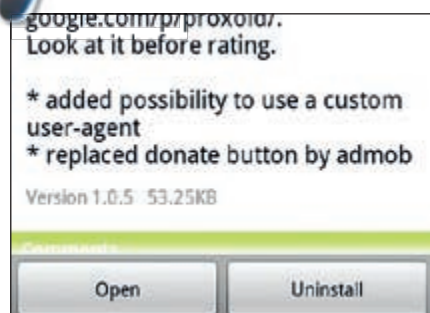 google.com/p/proxoid/.
Look at it before rating.
* added possibility to use a custom
user-agent
* replaced donate button by admob
Version 1.0.5 53.25KB
Comments
Open
Uninstall